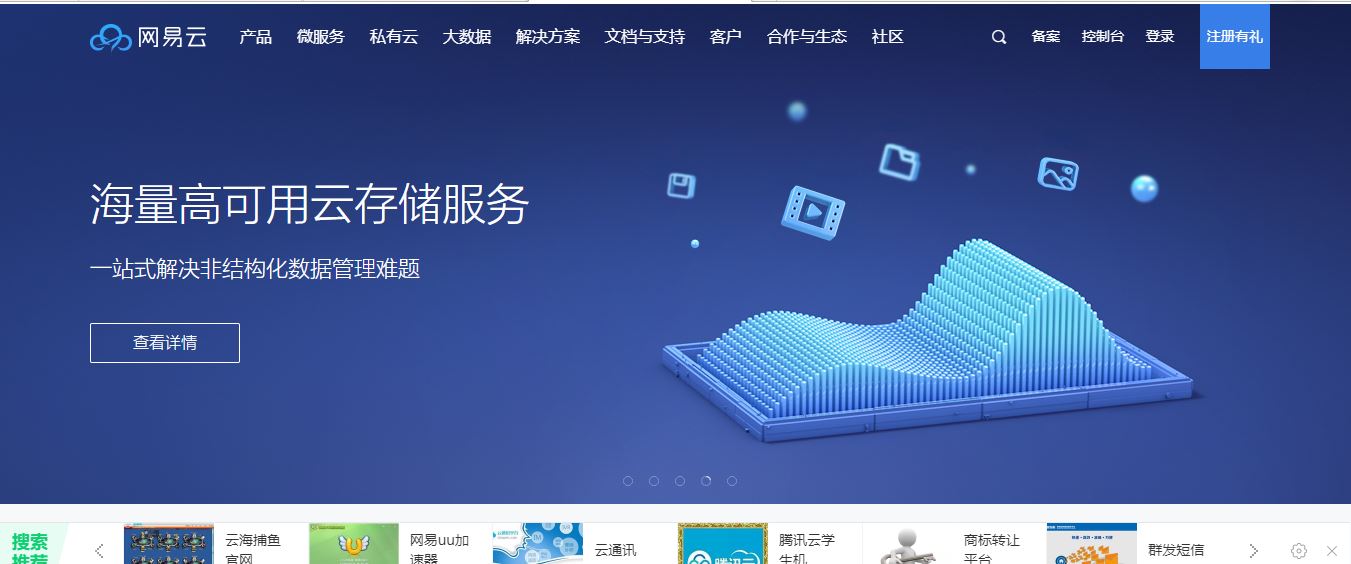 网易云
产品 微服务 私有云 大数据 解决方案 文档与支持 客户 合作与生态 社区 备案 控制台 登录 注册有礼
海量高可用云存储服务
一站式解决非结构化数据管理难题
查看详情
搜索
推荐
云海捕鱼
官网
网易uu加
速器
云通讯
腾讯云学
生机
商标转让
平台
群发短信